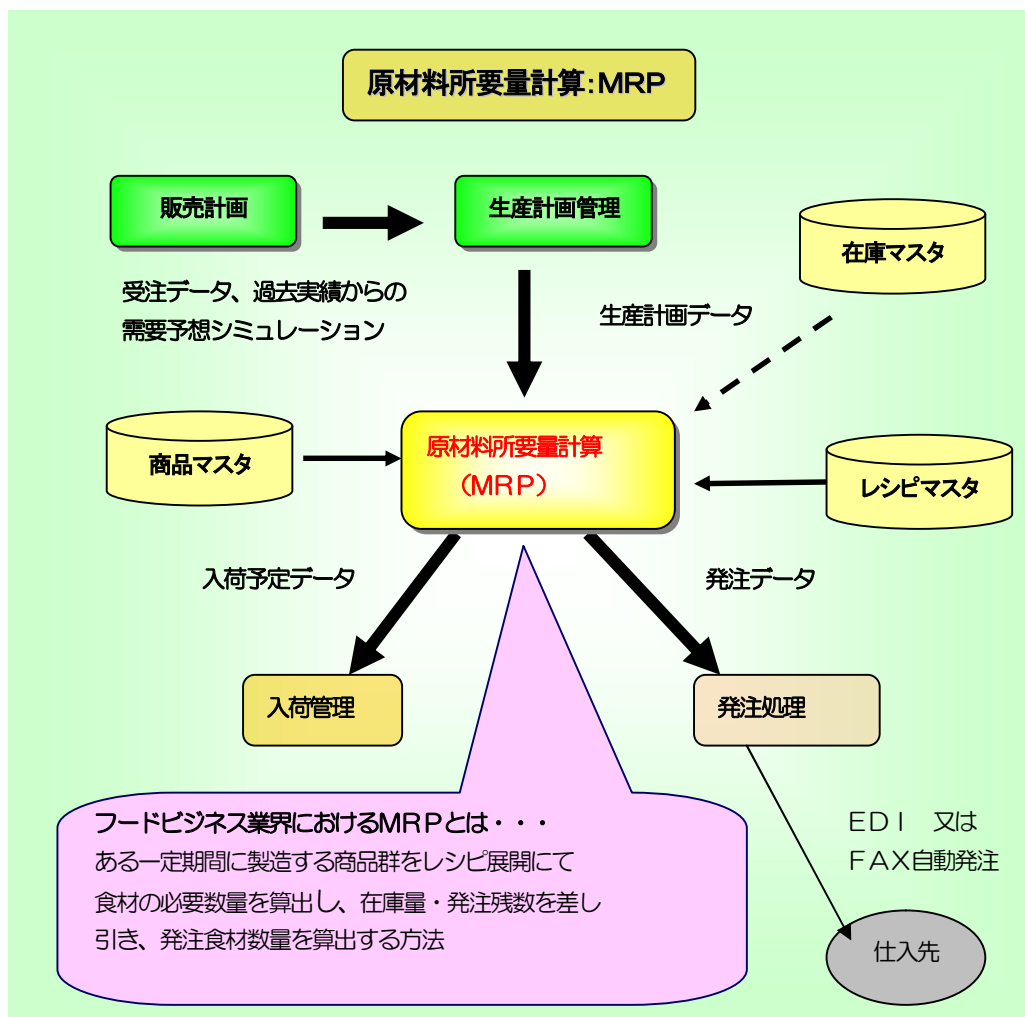 原材料所要量計算：ＭＲＰ
販売計画
生産計画管理
在庫マスタ
受注データ、過去実績からの
需要予想シミュレーション
生産計画データ
商品マスタ
原材料所要量計算
（ＭＲＰ）
レシピマスタ
入荷予定データ
発注データ
入荷管理
発注処理
フードビジネス業界におけるＭＲＰとは・・・
ある一定期間に製造する商品群をレシピ展開にて
食材の必要数量を算出し、在庫量・発注残数を差し
引き、発注食材数量を算出する方法
ＥＤＩ　又は
ＦＡＸ自動発注
仕入先